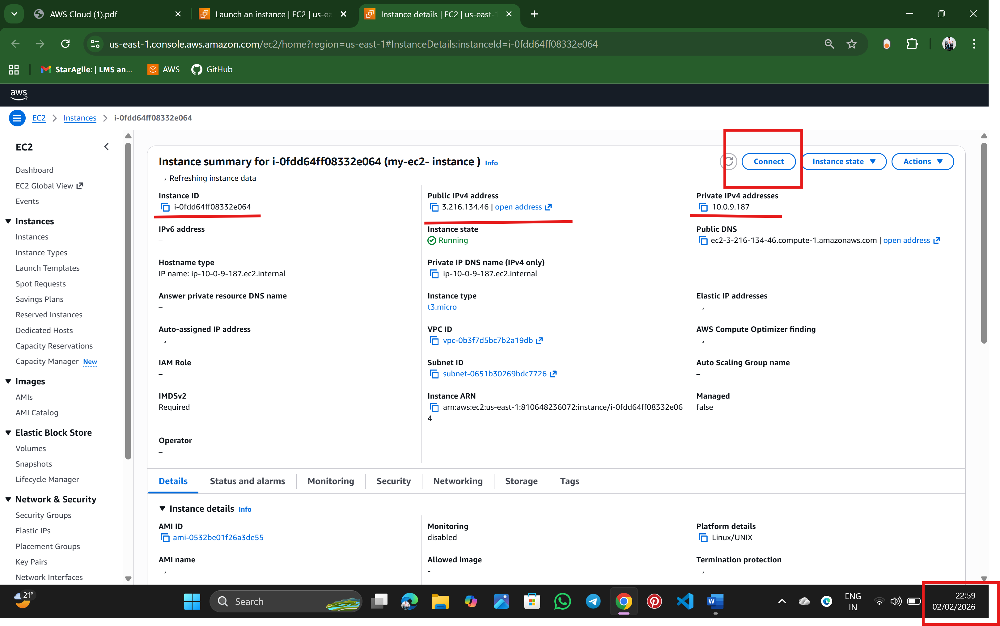 AWS Cloud (1).pdf
Launch an instance | EC2 | us-ea
Instance details | EC2 | us-east-1
us-east-1.console.aws.amazon.com/ec2/home?region=us-east-1#InstanceDetails:instanceId=i-0fdd64ff08332e064
StarAgile: | LMS an...
AWS
GitHub
aws
EC2
Instances
i-0fdd64ff08332e064
EC2
Dashboard
EC2 Global View
Events
Instances
Instances
Instance Types
Launch Templates
Spot Requests
Savings Plans
Reserved Instances
Dedicated Hosts
Capacity Reservations
Capacity Manager New
Images
AMIs
AMI Catalog
Elastic Block Store
Volumes
Snapshots
Lifecycle Manager
Network & Security
Security Groups
Elastic IPs
Placement Groups
Key Pairs
Network Interfaces
Instance summary for i-0fdd64ff08332e064 (my-ec2- instance ) Info
Connect
Instance state
Actions
Refreshing instance data
Instance ID
i-0fdd64ff08332e064
Public IPv4 address
3.216.134.46 | open address
Private IPv4 addresses
10.0.9.187
IPv6 address
–
Instance state
Running
Public DNS
ec2-3-216-134-46.compute-1.amazonaws.com | open address
Hostname type
IP name: ip-10-0-9-187.ec2.internal
Private IP DNS name (IPv4 only)
ip-10-0-9-187.ec2.internal
Answer private resource DNS name
–
Instance type
t3.micro
Elastic IP addresses
Auto-assigned IP address
VPC ID
vpc-0b3f7d5bc7b2a19db
AWS Compute Optimizer finding
IAM Role
–
Subnet ID
subnet-0651b30269bdc7726
Auto Scaling Group name
–
IMDSv2
Required
Instance ARN
arn:aws:ec2:us-east-1:810648236072:instance/i-0fdd64ff08332e06
4
Managed
false
Operator
–
Details
Status and alarms
Monitoring
Security
Networking
Storage
Tags
Instance details Info
AMI ID
ami-0532be01f26a3de55
Monitoring
disabled
Platform details
Linux/UNIX
AMI name
Allowed image
-
Termination protection
21°
Search
ENG
IN
22:59
02/02/2026